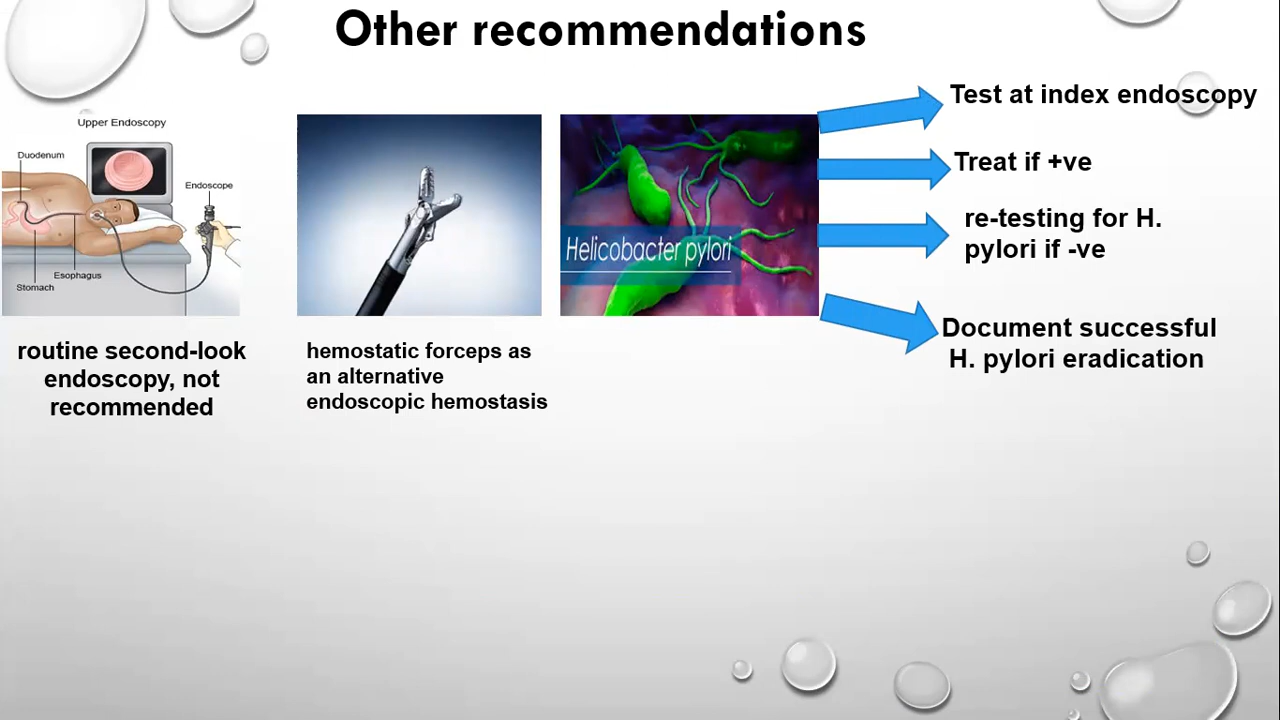 Other recommendations
Upper Endoscopy
Duodenum
Endoscope
Esophagus
Stomach
routine second-look
endoscopy, not
recommended
hemostatic forceps as
an alternative
endoscopic hemostasis
Helicobacter pylori
Test at index endoscopy
Treat if +ve
re-testing for H.
pylori if -ve
Document successful
H. pylori eradication